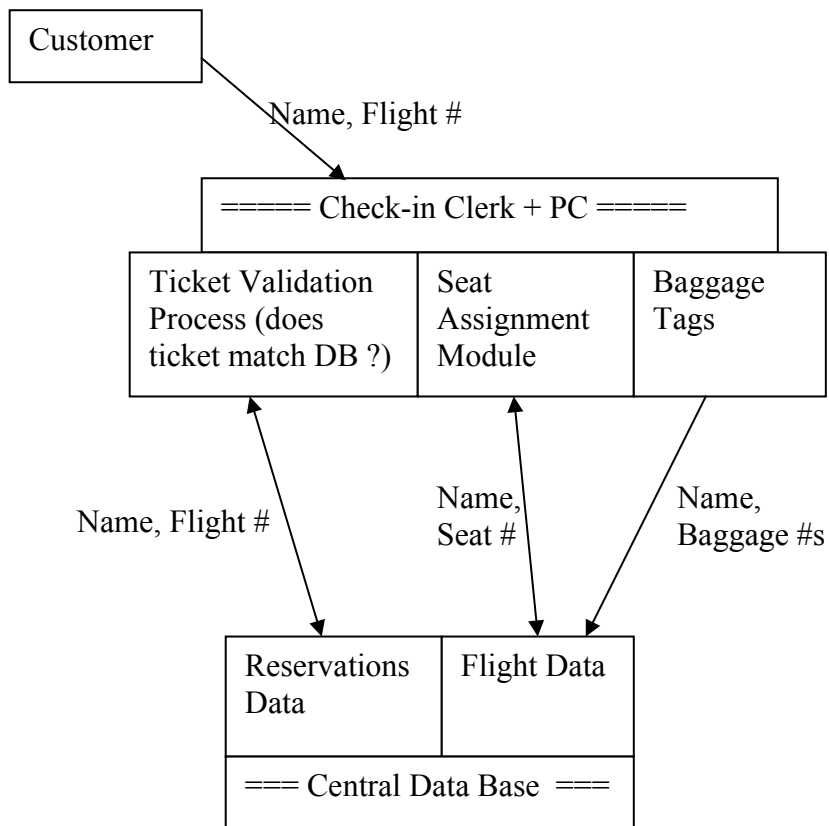 Customer
Name, Flight #
===== Check-in Clerk + PC =====
Ticket Validation
Process (does
ticket match DB ?)
Seat
Assignment
Module
Baggage
Tags
Name, Flight #
Name,
Seat #
Name,
Baggage #s
Reservations
Data
Flight Data
=== Central Data Base ===